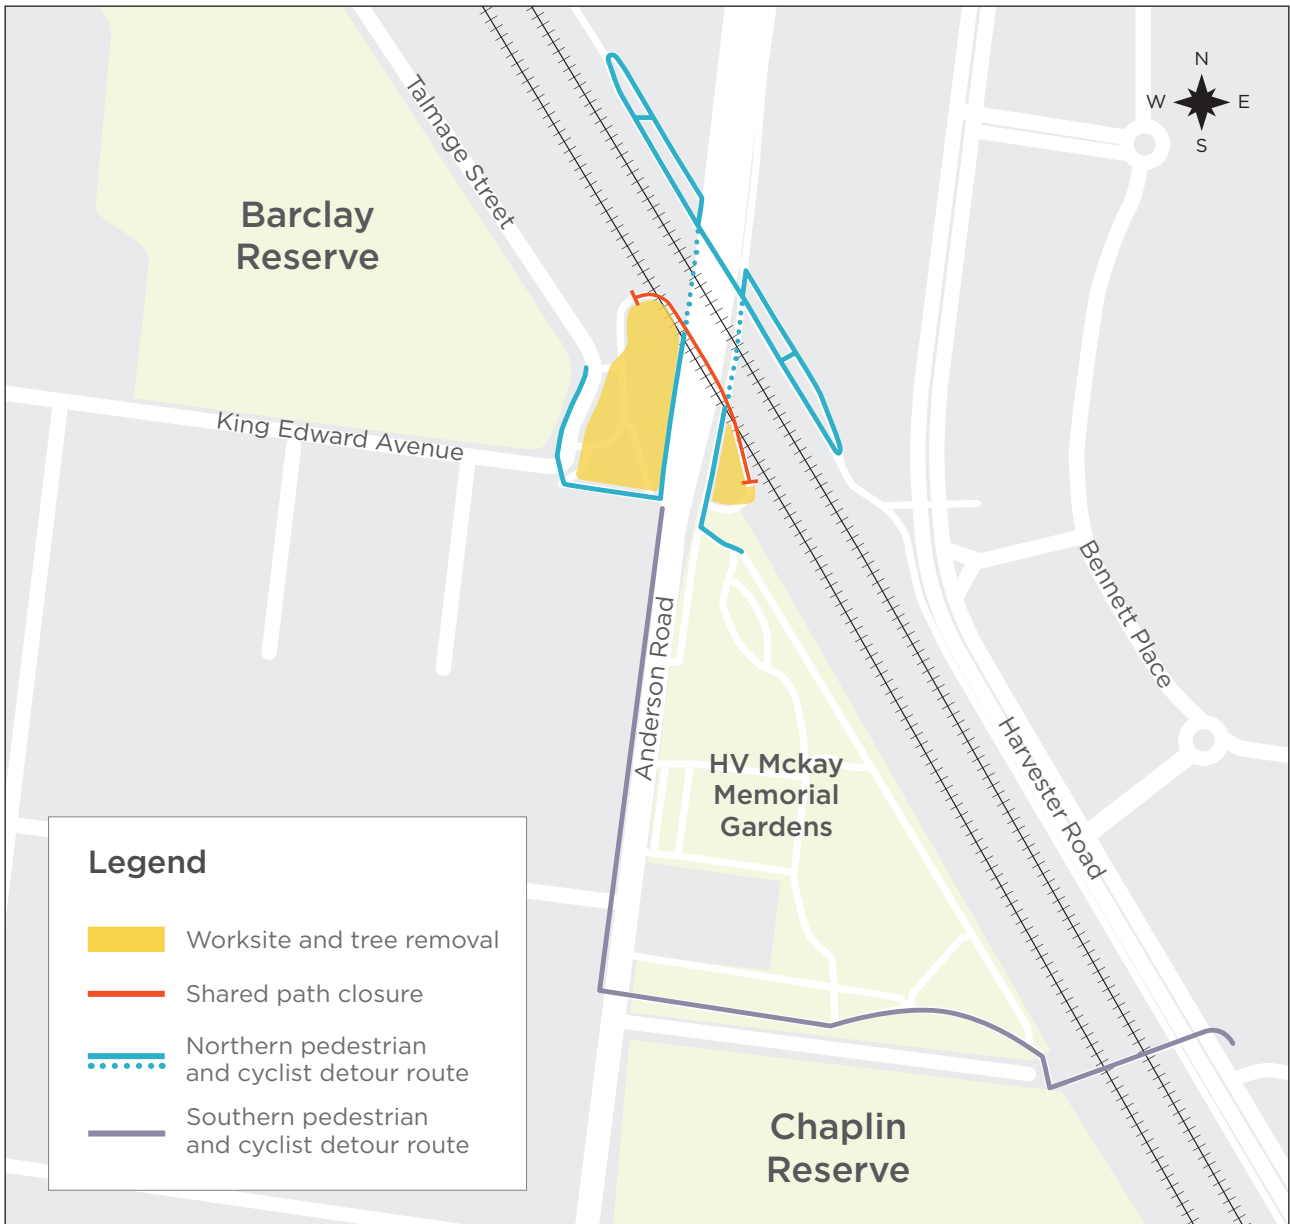 N
W E
S
Talmage Street
Barclay
Reserve
King Edward Avenue
Bennett Place
Anderson Road
Harvester Road
HV Mckay
Memorial
Gardens
Legend
Worksite and tree removal
Shared path closure
Northern pedestrian
and cyclist detour route
Southern pedestrian
and cyclist detour route
Chaplin
Reserve